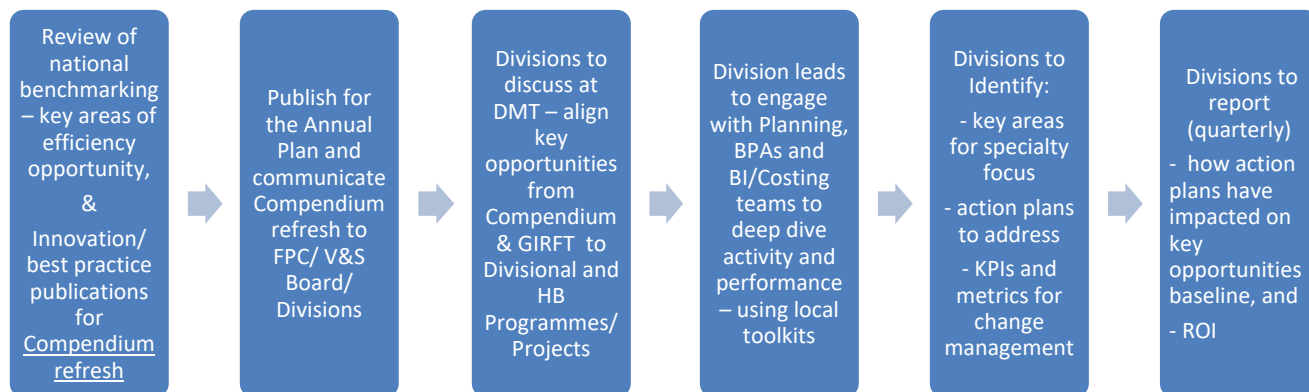 Review of
national
benchmarking
– key areas of
efficiency
opportunity,
&
Innovation/
best practice
publications
for
Compendium
refresh
Publish for
the Annual
Plan and
communicate
Compendium
refresh to
FPC/ V&S
Board/
Divisions
Divisions to
discuss at
DMT – align
key
opportunities
from
Compendium
& GIRFT to
Divisional and
HB
Programmes/
Projects
Division leads
to engage
with Planning,
BPAs and
BI/Costing
teams to
deep dive
activity and
performance
– using local
toolkits
Divisions to
Identify:
- key areas
for specialty
focus
- action plans
to address
- KPIs and
metrics for
change
management
Divisions to
report
(quarterly)
- how action
plans have
impacted on
key
opportunities
baseline, and
- ROI